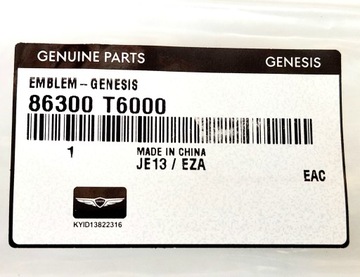 GENUINE PARTS GENESIS
EMBLEM--GENESIS
86300 T6000
1 MADE IN CHINA
JE13 / EZA
EAC
KYID13822316